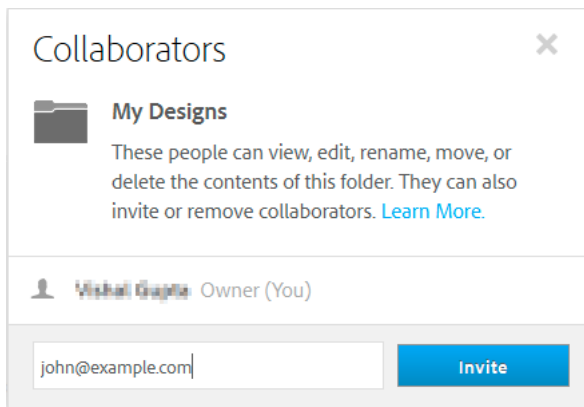 Collaborators
My Designs
These people can view, edit, rename, move, or
delete the contents of this folder. They can also
invite or remove collaborators. Learn More.
Owner (You)
john@example.com
Invite